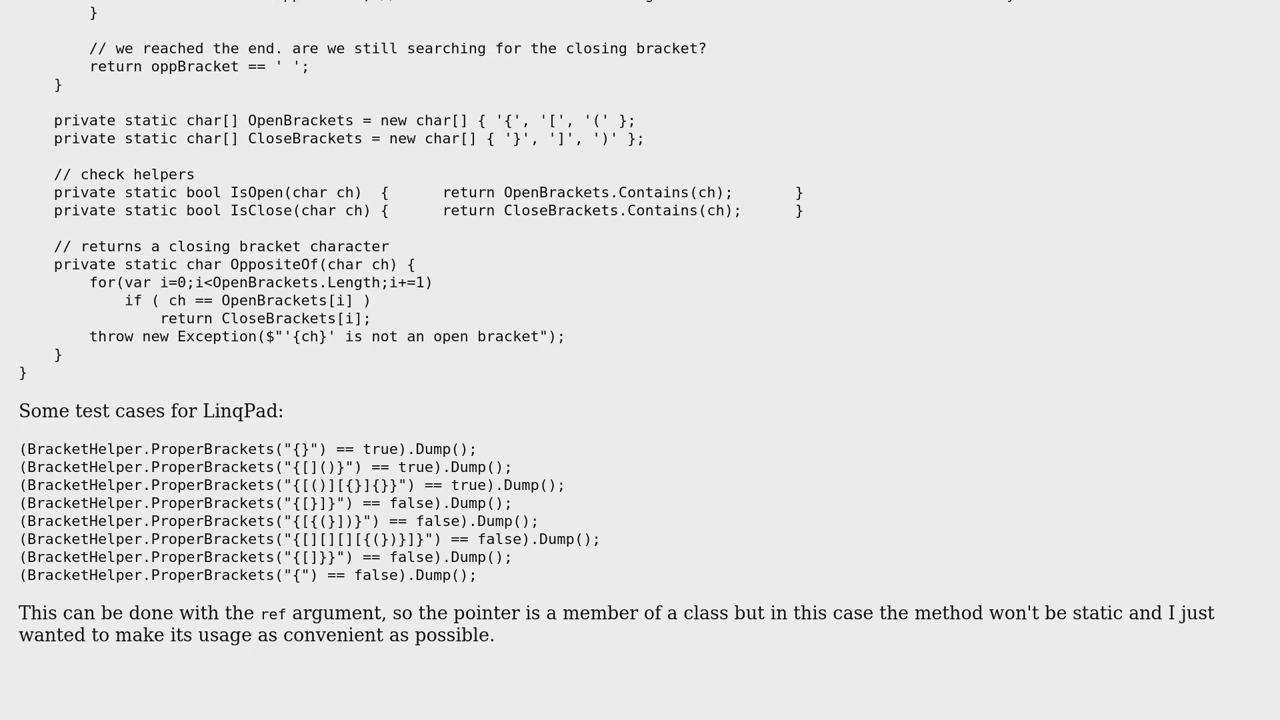 }
// we reached the end. are we still searching for the closing bracket?
return oppBracket == ' ';
}
private static char[] OpenBrackets = new char[] { '{', '[', '(' };
private static char[] CloseBrackets = new char[] { '}', ']', ')' };
// check helpers
private static bool IsOpen(char ch)  {      return OpenBrackets.Contains(ch);       }
private static bool IsClose(char ch) {      return CloseBrackets.Contains(ch);      }
// returns a closing bracket character
private static char OppositeOf(char ch) {
for(var i=0;i<OpenBrackets.Length;i+=1)
if ( ch == OpenBrackets[i] )
return CloseBrackets[i];
throw new Exception($"'{ch}' is not an open bracket");
}
}
Some test cases for LinqPad:
(BracketHelper.ProperBrackets("{}") == true).Dump();
(BracketHelper.ProperBrackets("{[]()}") == true).Dump();
(BracketHelper.ProperBrackets("{[()][{}]{}}") == true).Dump();
(BracketHelper.ProperBrackets("{[}]}") == false).Dump();
(BracketHelper.ProperBrackets("{[{(}])}") == false).Dump();
(BracketHelper.ProperBrackets("{[][][][{(})}]}") == false).Dump();
(BracketHelper.ProperBrackets("{[]}}") == false).Dump();
(BracketHelper.ProperBrackets("{") == false).Dump();
This can be done with the ref argument, so the pointer is a member of a class but in this case the method won't be static and I just
wanted to make its usage as convenient as possible.